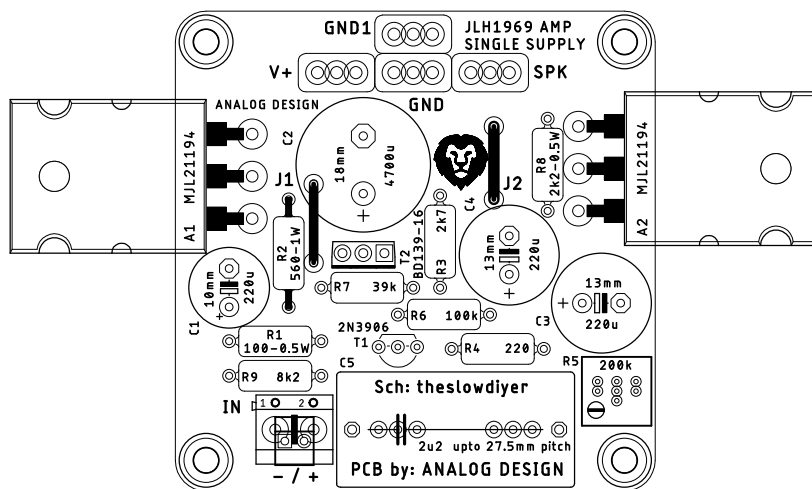 GND1
JLH1969 AMP
SINGLE SUPPLY
V+
SPK
GND
ANALOG DESIGN
C2
18mm
4700u
MJL21194
A1
J1
J2
C4
R8
2k2-0.5W
MJL21194
A2
R2
560-1W
T2
BD139-16
2k7
R3
13mm
220u
10mm
220u
C1
R7 39k
13mm
220u
C3
R6 100k
2N3906
T1
R1
100-0.5W
R4 220
R5
200k
C5
R9 8k2
IN
1 2
- / +
Sch: theslowdiyer
2u2 upto 27.5mm pitch
PCB by: ANALOG DESIGN
+
+
+
+